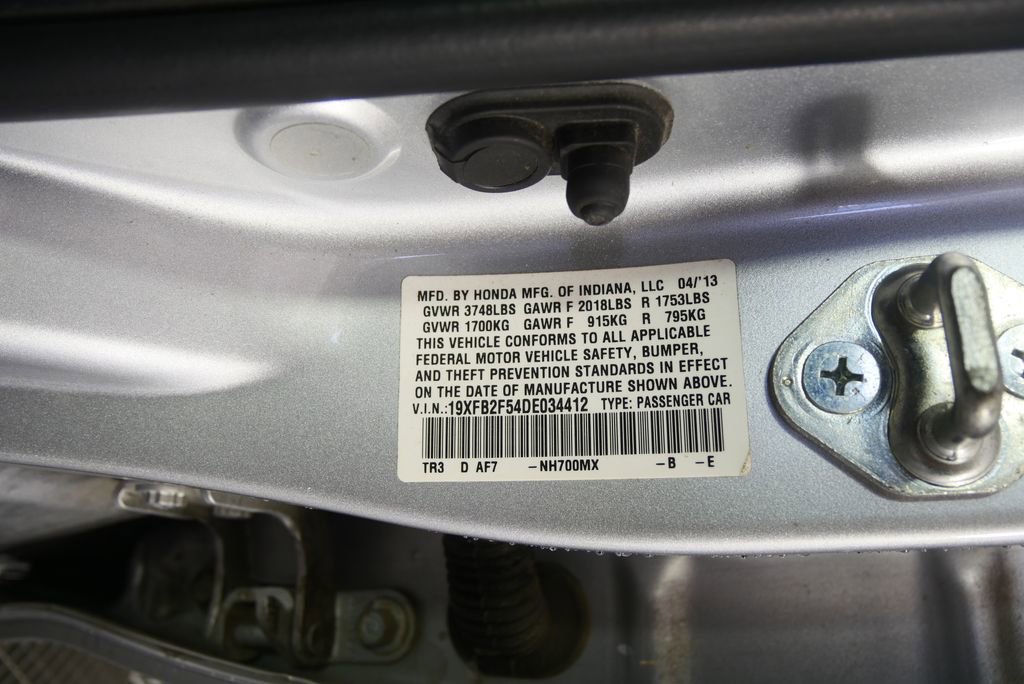 MFD. BY HONDA MFG. OF INDIANA, LLC 04/'13
GVWR 3748LBS GAWR F 2018LBS R 1753LBS
GVWR 1700KG GAWR F 915KG R 795KG
THIS VEHICLE CONFORMS TO ALL APPLICABLE
FEDERAL MOTOR VEHICLE SAFETY, BUMPER,
AND THEFT PREVENTION STANDARDS IN EFFECT
ON THE DATE OF MANUFACTURE SHOWN ABOVE.
V.I.N.:19XFB2F54DE034412 TYPE: PASSENGER CAR
TR3 D AF7 -NH700MX -B -E